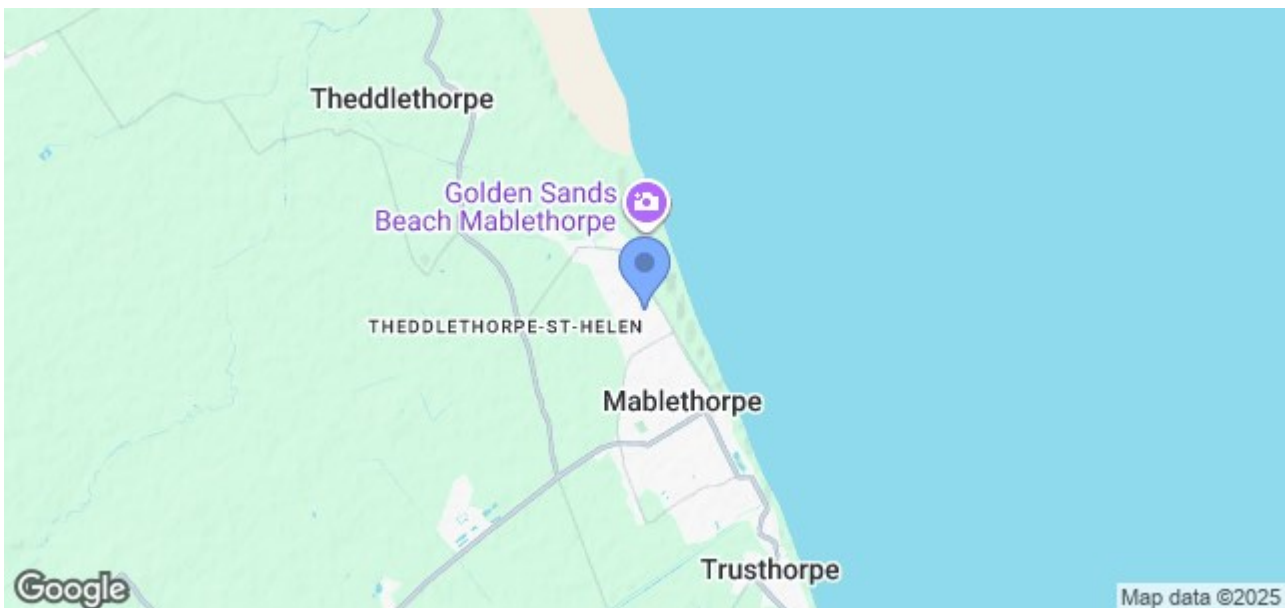 Theddlethorpe
Golden Sands
Beach Mablethorpe
THEDDLETHORPE-ST-HELEN
Mablethorpe
Trusthorpe
Google
Map data ©2025